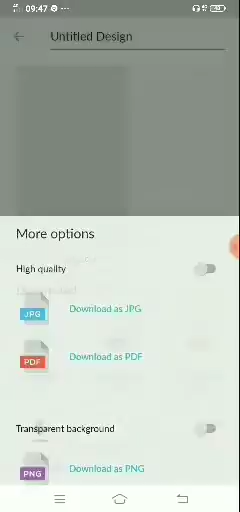 09:47
Untitled Design
More options
High quality
JPG
Download as JPG
PDF
Download as PDF
Transparent background
PNG
Download as PNG